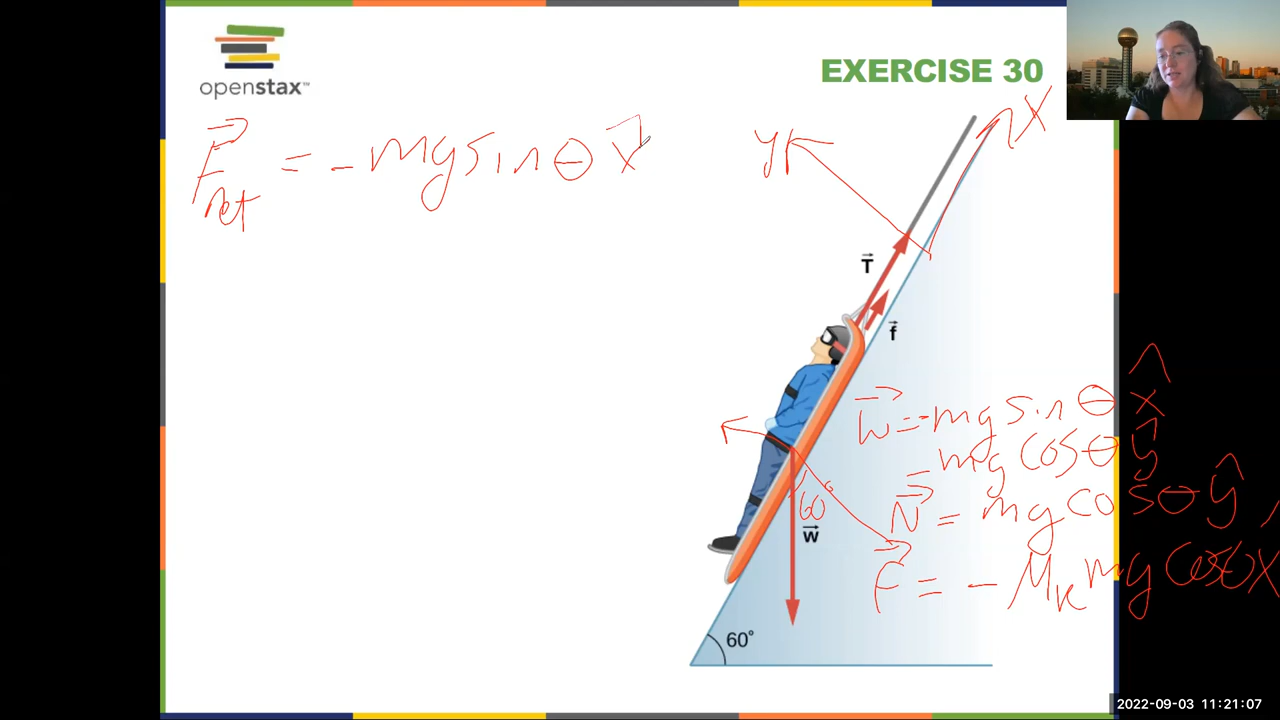 openstax™
EXERCISE 30
F⃗net = -mg sin θ x⃗
y
x
T⃗
f⃗
W⃗ = -mg sin θ x̂
-mg cos θ ŷ
60°
w⃗
N⃗ = mg cos θ ŷ
F⃗ = -μk mg cos θ x
60°
2022-09-03 11:21:07